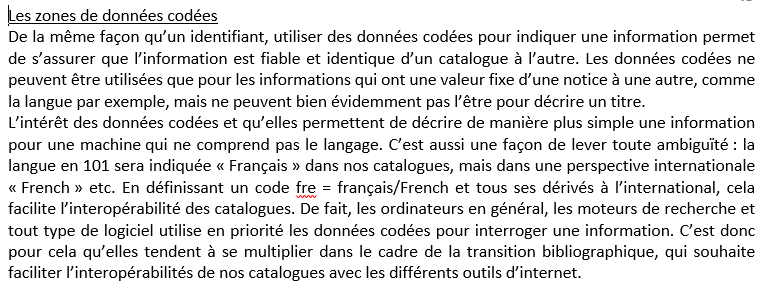 Les zones de données codées
De la même façon qu’un identifiant, utiliser des données codées pour indiquer une information permet
de s’assurer que l’information est fiable et identique d’un catalogue à l’autre. Les données codées ne
peuvent être utilisées que pour les informations qui ont une valeur fixe d’une notice à une autre, comme
la langue par exemple, mais ne peuvent bien évidemment pas l’être pour décrire un titre.
L’intérêt des données codées et qu’elles permettent de décrire de manière plus simple une information
pour une machine qui ne comprend pas le langage. C’est aussi une façon de lever toute ambiguïté : la
langue en 101 sera indiquée « Français » dans nos catalogues, mais dans une perspective internationale
« French » etc. En définissant un code fre = français/French et tous ses dérivés à l’international, cela
facilite l’interopérabilité des catalogues. De fait, les ordinateurs en général, les moteurs de recherche et
tout type de logiciel utilise en priorité les données codées pour interroger une information. C’est donc
pour cela qu’elles tendent à se multiplier dans le cadre de la transition bibliographique, qui souhaite
faciliter l’interopérabilités de nos catalogues avec les différents outils d’internet.